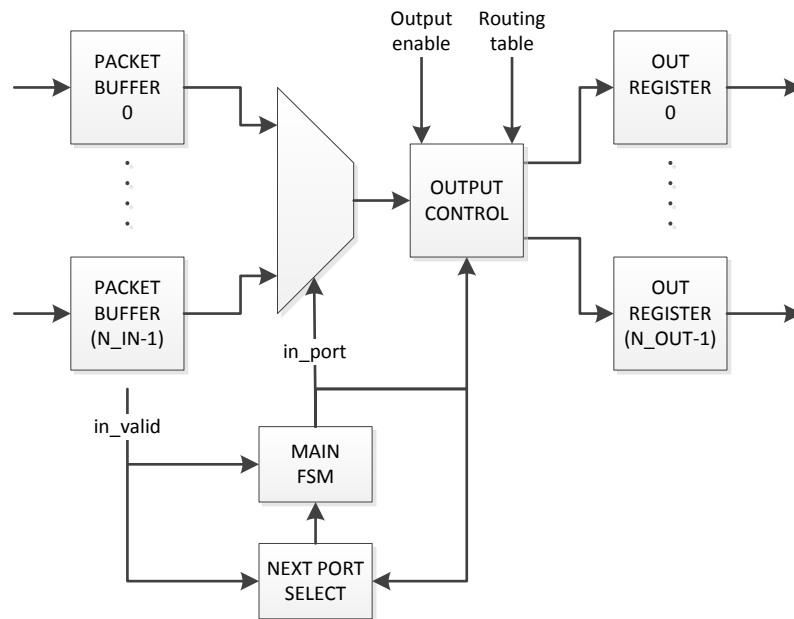 Output
enable
Routing
table
PACKET
BUFFER
0
OUT
REGISTER
0
OUTPUT
CONTROL
PACKET
BUFFER
(N_IN-1)
OUT
REGISTER
(N_OUT-1)
in_port
in_valid
MAIN
FSM
NEXT PORT
SELECT